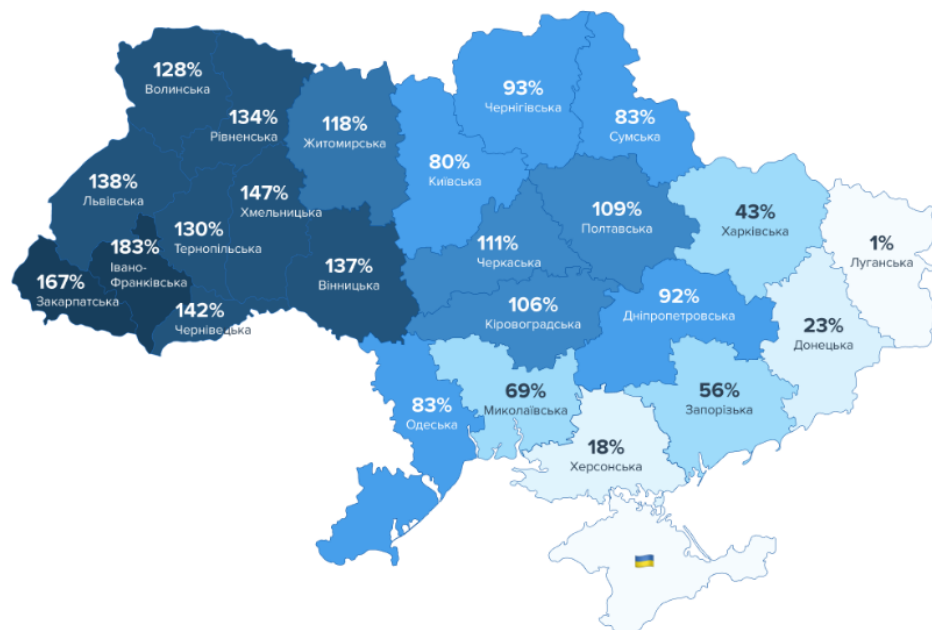 128%
Волинська
134%
Рівненська
118%
Житомирська
93%
Чернігівська
83%
Сумська
80%
Київська
138%
Львівська
147%
Хмельницька
130%
Тернопільська
183%
Івано-
Франківська
167%
Закарпатська
142%
Чернівецька
137%
Вінницька
111%
Черкаська
109%
Полтавська
43%
Харківська
1%
Луганська
106%
Кіровоградська
92%
Дніпропетровська
23%
Донецька
83%
Одеська
69%
Миколаївська
56%
Запорізька
18%
Херсонська